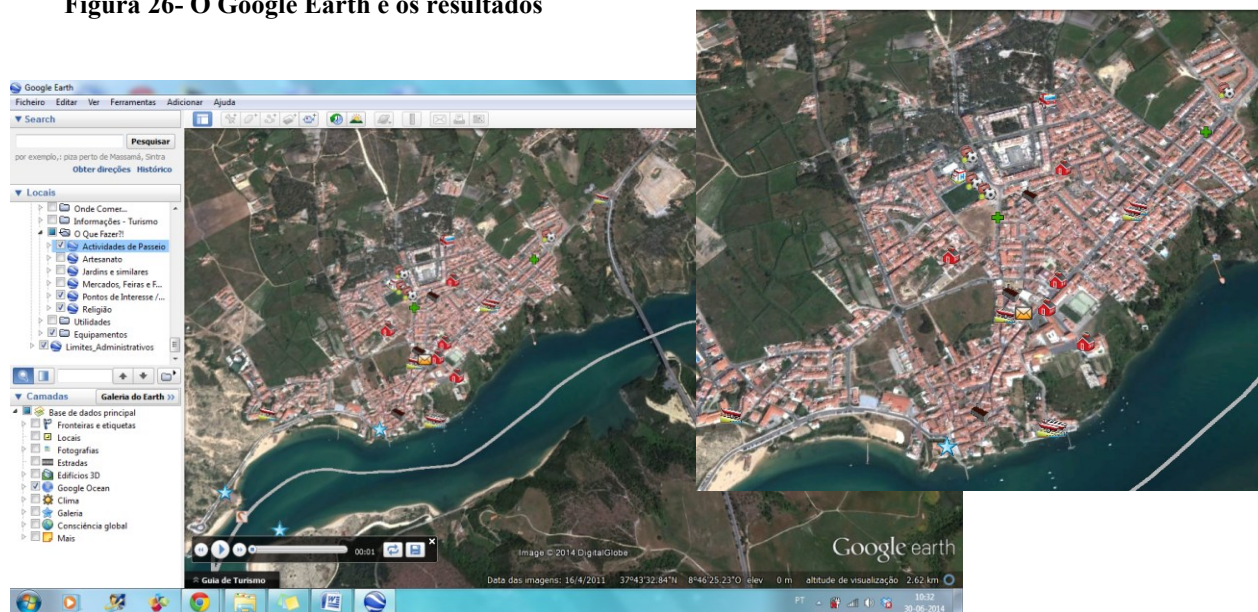 Figura 26- O Google Earth e os resultados
Google Earth
Ficheiro Editar Ver Ferramentas Adicionar Ajuda
Search
Pesquisar
por exemplo,: piza perto de Massamá, Sintra
Obter direções Histórico
Locais
Onde Comer...
Informações - Turismo
O Que Fazer?!
Actividades de Passeio
Artesanato
Jardins e similares
Mercados, Feiras e F...
Pontos de Interesse /...
Religião
Utilidades
Equipamentos
Limites_Administrativos
Camadas
Galeria do Earth >>
Base de dados principal
Fronteiras e etiquetas
Locais
Fotografias
Estradas
Edifícios 3D
Google Ocean
Clima
Galeria
Consciência global
Mais
00:01
Guia de Turismo
Image © 2014 DigitalGlobe
Google earth
Data das imagens: 16/4/2011 37º43'32.84"N 8º46'25.23"O elev 0 m altitude de visualização 2.62 km
PT
10:32
30-06-2014